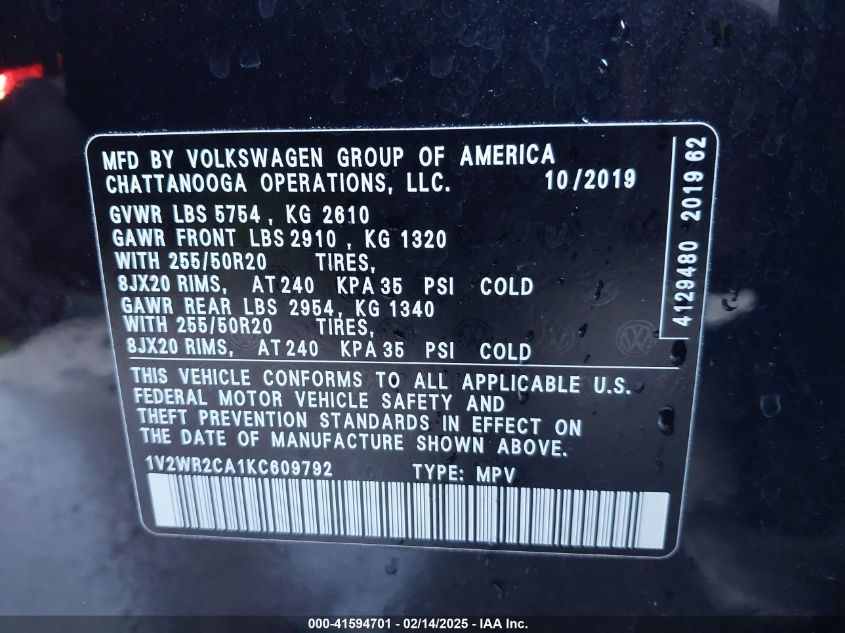 MFD BY VOLKSWAGEN GROUP OF AMERICA
CHATTANOOGA OPERATIONS, LLC. 10/2019
GVWR LBS 5754 , KG 2610
GAWR FRONT LBS 2910 , KG 1320
WITH 255/50R20 TIRES,
8JX20 RIMS, AT 240 KPA 35 PSI COLD
GAWR REAR LBS 2954 , KG 1340
WITH 255/50R20 TIRES,
8JX20 RIMS, AT 240 KPA 35 PSI COLD
4129480 2019 62
THIS VEHICLE CONFORMS TO ALL APPLICABLE U.S.
FEDERAL MOTOR VEHICLE SAFETY AND
THEFT PREVENTION STANDARDS IN EFFECT ON
THE DATE OF MANUFACTURE SHOWN ABOVE.
1V2WR2CA1KC609792 TYPE: MPV
000-41594701 - 02/14/2025 - IAA Inc.